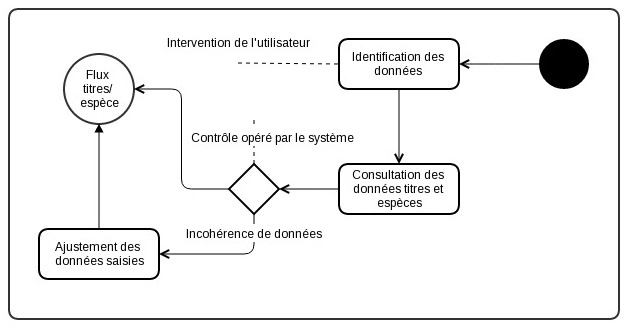 Intervention de l'utilisateur
Identification des
données
Flux
titres/
espèce
Contrôle opéré par le système
Consultation des
données titres et
espèces
Incohérence de données
Ajustement des
données saisies